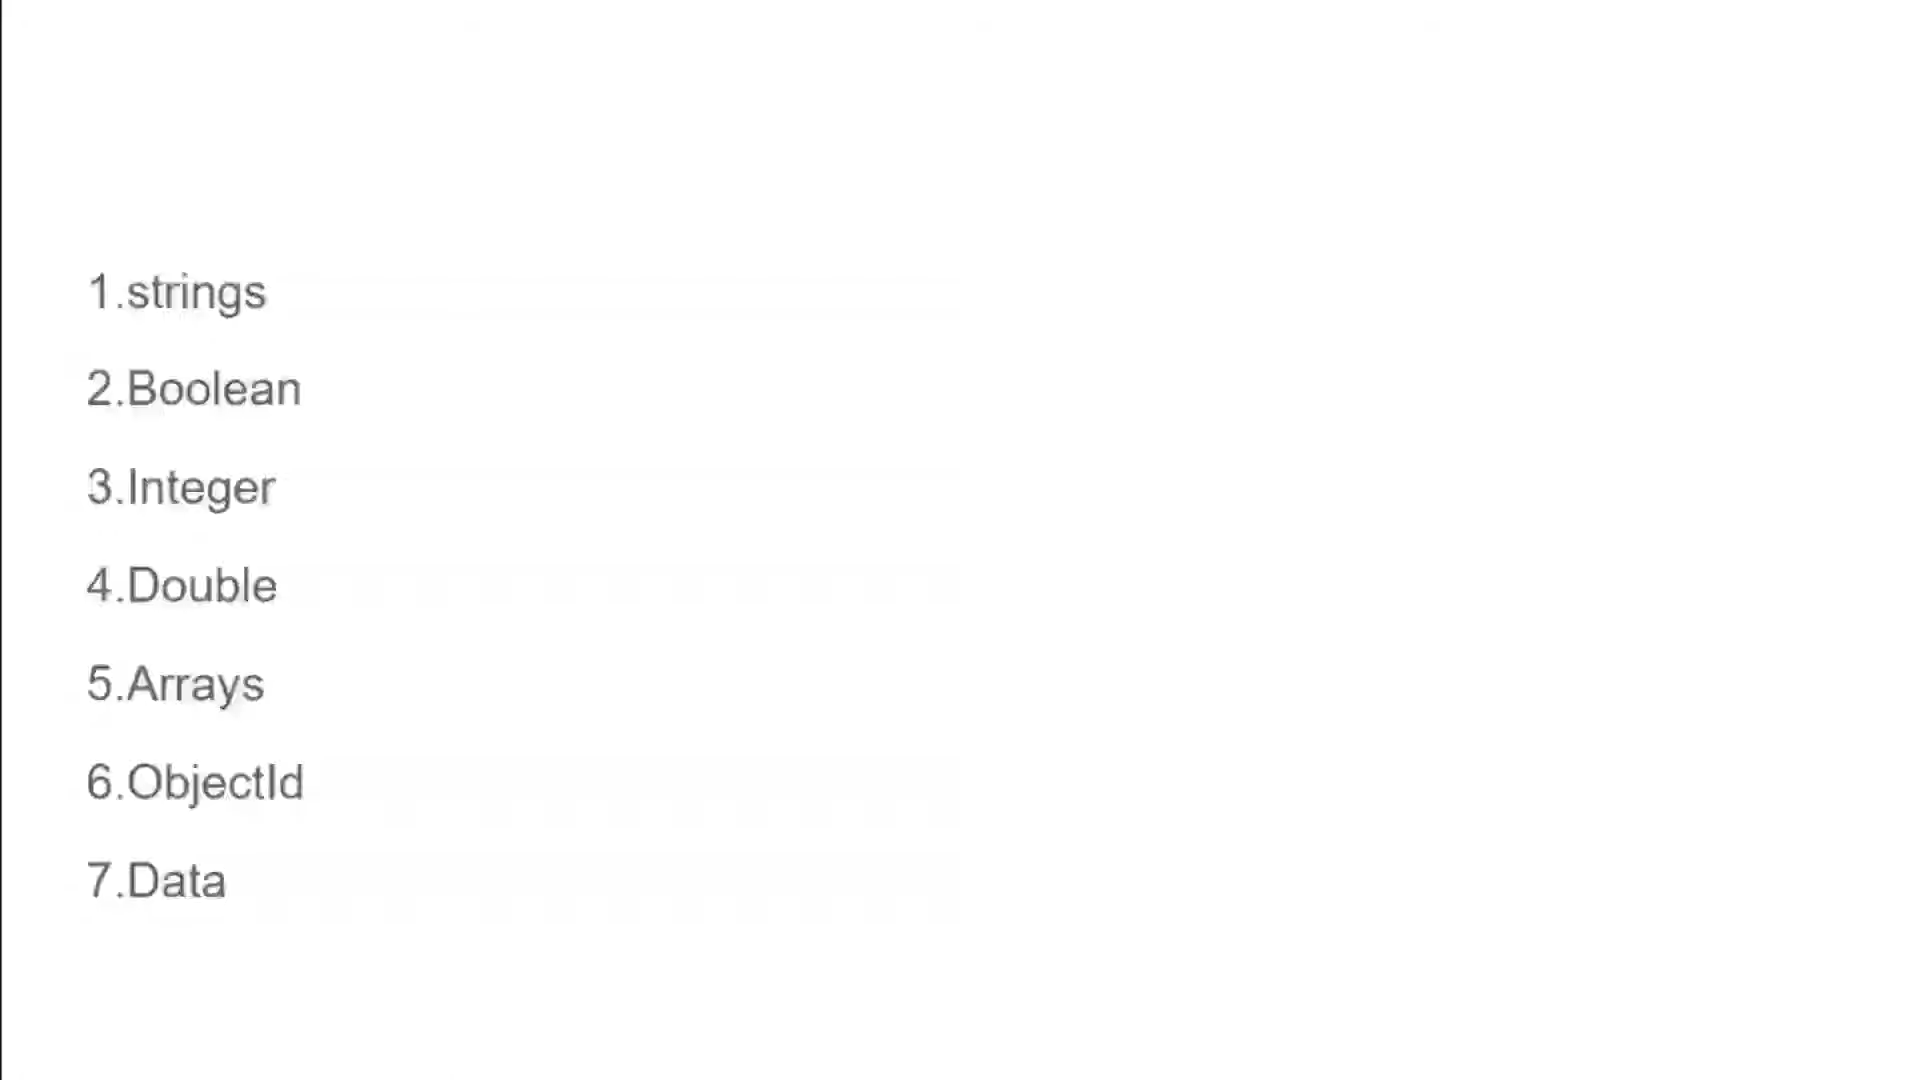 1.strings
2.Boolean
3.Integer
4.Double
5.Arrays
6.ObjectId
7.Data